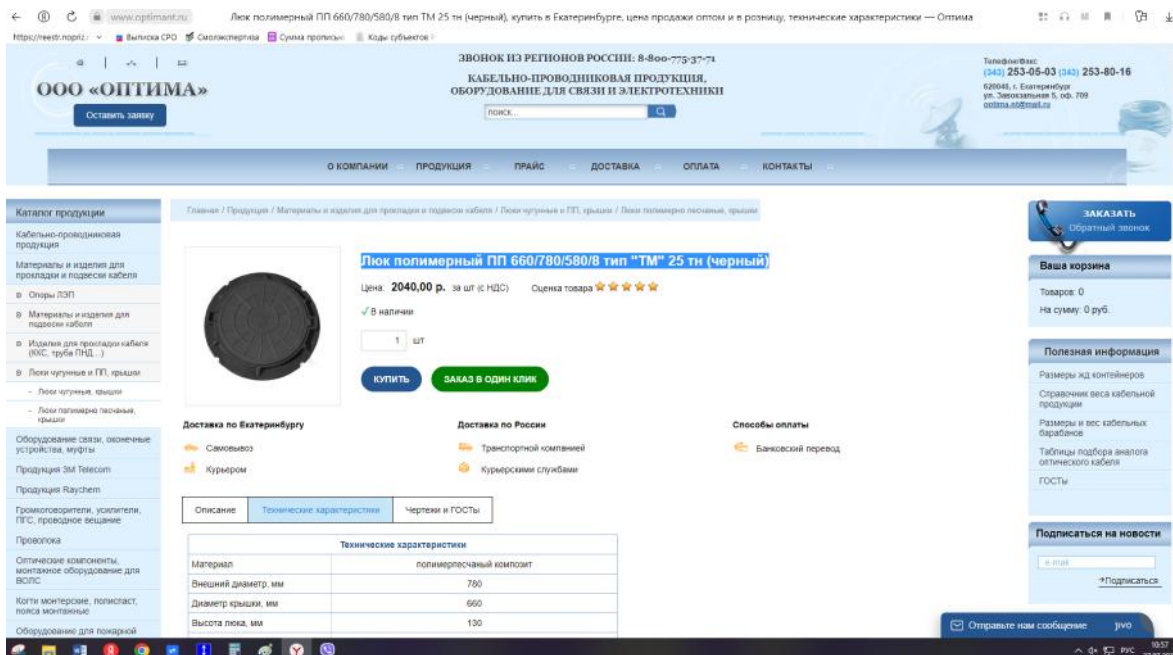 www.optimant.ru
Люк полимерный ПП 660/780/580/8 тип ТМ 25 тн (черный), купить в Екатеринбурге, цена продажи оптом и в розницу, технические характеристики — Оптима
Выписка СРО
Смолэкспертиза
Сумма прописью
Коды субъектов
ООО «ОПТИМА»
Оставить заявку
ЗВОНОК ИЗ РЕГИОНОВ РОССИИ: 8-800-775-37-71
КАБЕЛЬНО-ПРОВОДНИКОВАЯ ПРОДУКЦИЯ,
ОБОРУДОВАНИЕ ДЛЯ СВЯЗИ И ЭЛЕКТРОТЕХНИКИ
поиск...
Телефон/Факс:
(343) 253-05-03 (343) 253-80-16
620048, г. Екатеринбург
ул. Завокзальная 5, оф. 709
О КОМПАНИИ
ПРОДУКЦИЯ
ПРАЙС
ДОСТАВКА
ОПЛАТА
КОНТАКТЫ
Каталог продукции
Кабельно-проводниковая
продукция
Материалы и изделия для
прокладки и подвески кабеля
Опоры ЛЭП
Материалы и изделия для
подвески кабеля
Изделия для прокладки кабеля
(ККС, труба ПНД...)
Люки чугунные и ПП, крышки
– Люки чугунные, крышки
– Люки полимерно песчаные,
крышки
Оборудование связи, оконечные
устройства, муфты
Продукция 3M Telecom
Продукция Raychem
Громкоговорители, усилители,
ПГС, проводное вещание
Проволока
Оптические компоненты,
монтажное оборудование для
ВОЛС
Когти монтерские, полиспаст,
пояса монтажные
Оборудование для пожарной
Главная / Продукция / Материалы и изделия для прокладки и подвески кабеля / Люки чугунные и ПП, крышки / Люки полимерно песчаные, крышки
Люк полимерный ПП 660/780/580/8 тип "ТМ" 25 тн (черный)
Цена: 2040,00 р. за шт (с НДС) Оценка товара
В наличии
1 шт
КУПИТЬ
ЗАКАЗ В ОДИН КЛИК
Доставка по Екатеринбургу
Самовывоз
Курьером
Доставка по России
Транспортной компанией
Курьерскими службами
Способы оплаты
Банковский перевод
Описание
Технические характеристики
Чертежи и ГОСТы
Технические характеристики
Материал полимерпесчаный композит
Внешний диаметр, мм 780
Диаметр крышки, мм 660
Высота люка, мм 130
ЗАКАЗАТЬ
Обратный звонок
Ваша корзина
Товаров: 0
На сумму: 0 руб.
Полезная информация
Размеры жд контейнеров
Справочник веса кабельной
продукции
Размеры и вес кабельных
барабанов
Таблицы подбора аналога
оптического кабеля
ГОСТы
Подписаться на новости
e-mail
Подписаться
Отправьте нам сообщение
jivo
РУС
10:57